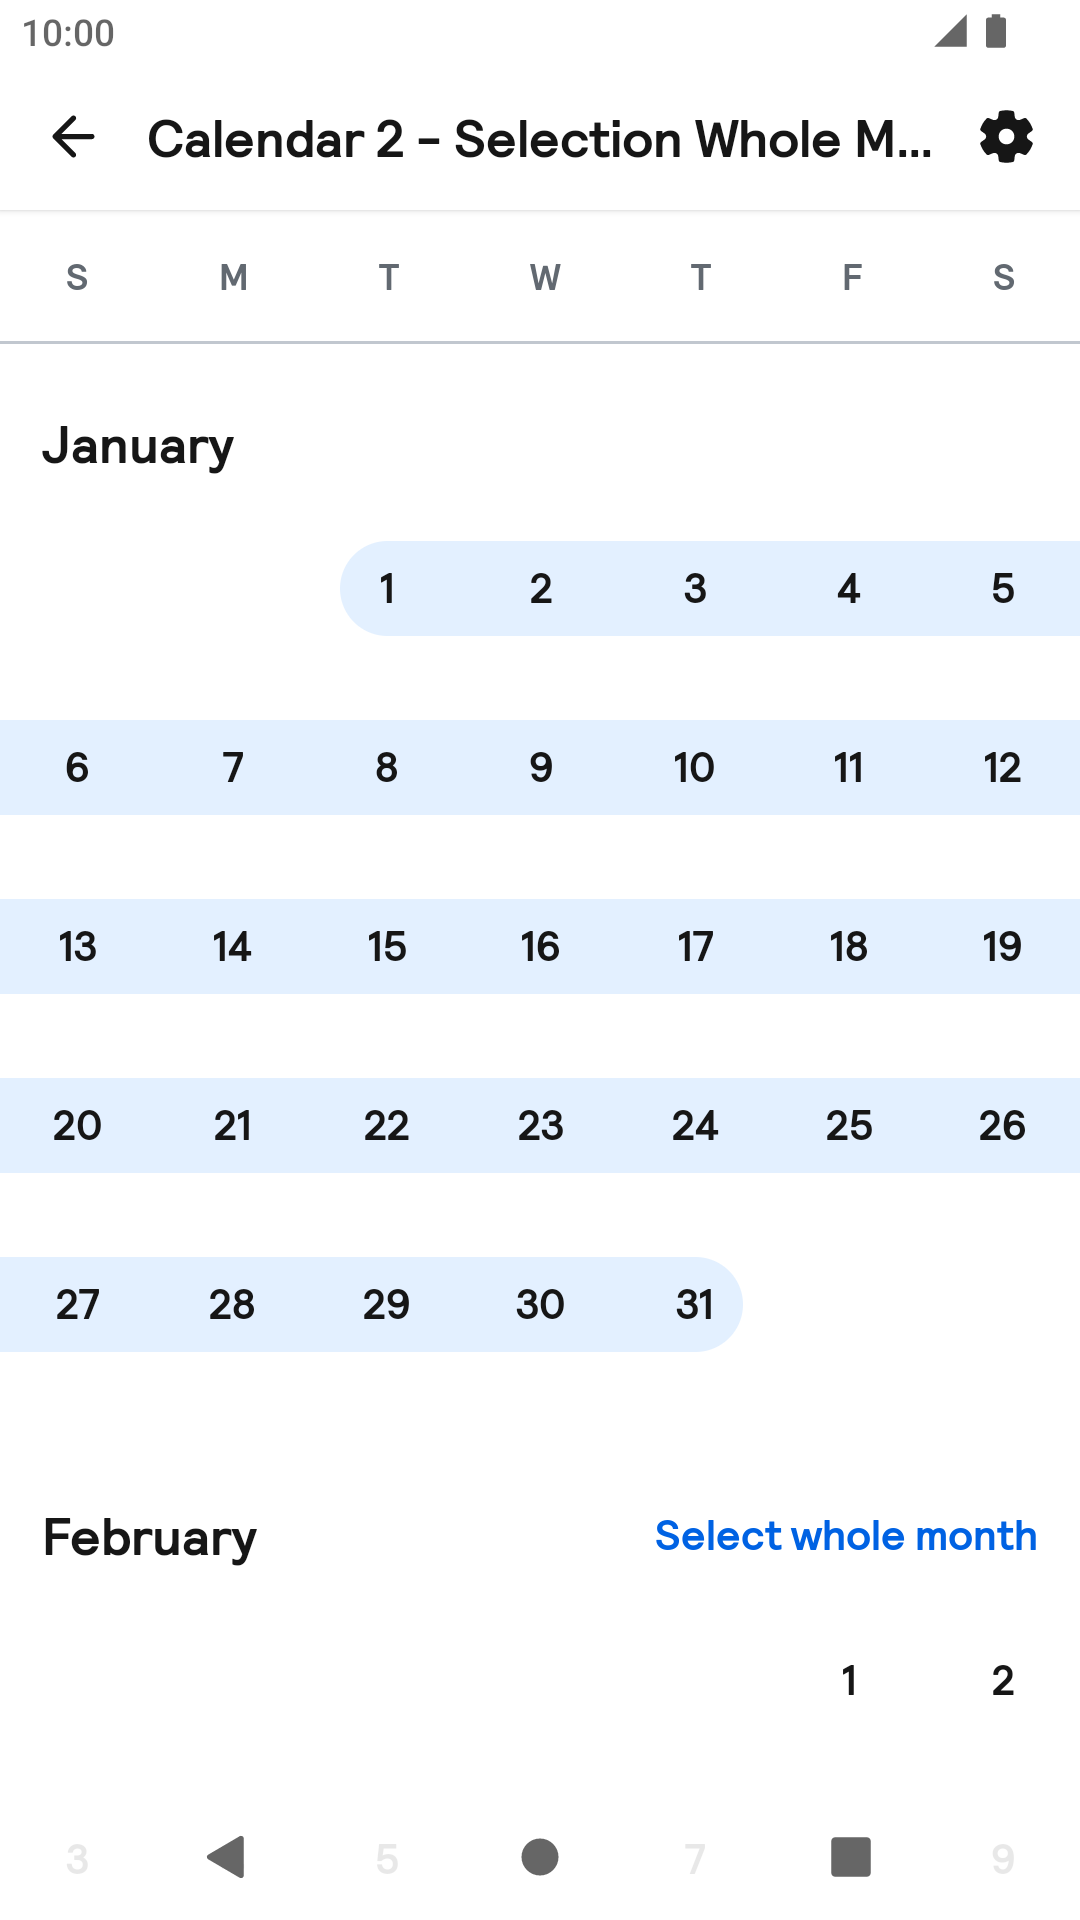 10:00
Calendar 2 – Selection Whole M...
S M T W T F S
January
1 2 3 4 5
6 7 8 9 10 11 12
13 14 15 16 17 18 19
20 21 22 23 24 25 26
27 28 29 30 31
February Select whole month
1 2
3 5 7 9